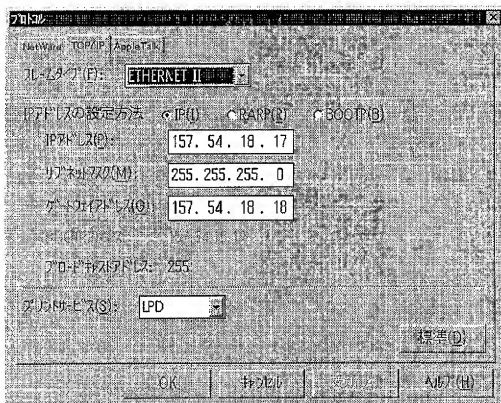 プロトコル
NetWare TCP/IP AppleTalk
フレームタイプ(F): ETHERNET II
IPアドレスの設定方法 IP(I) RARP(R) BOOTP(B)
IPアドレス(P): 157. 54. 18. 17
サブネットマスク(M): 255. 255. 255. 0
ゲートウェイアドレス(G): 157. 54. 18. 18
ブロードキャストアドレス: 255
プリントサービス(S): LPD
標準(D)
OK キャンセル ヘルプ(H)